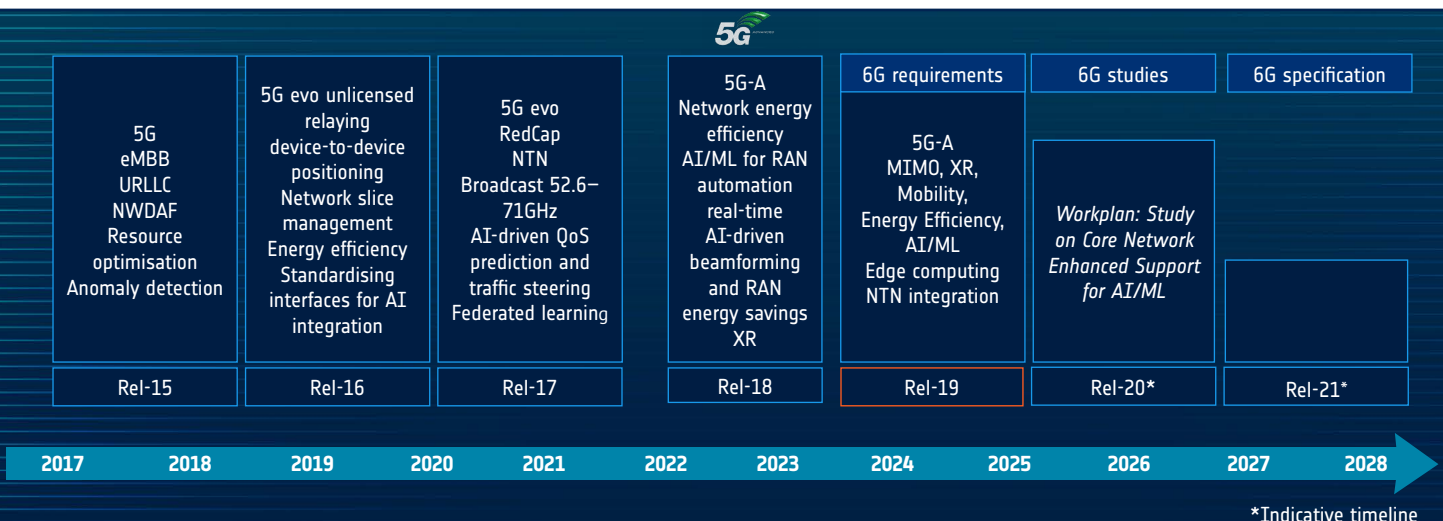 5G
ADVANCED
5G
eMBB
URLLC
NWDAF
Resource
optimisation
Anomaly detection
Rel-15
5G evo unlicensed
relaying
device-to-device
positioning
Network slice
management
Energy efficiency
Standardising
interfaces for AI
integration
Rel-16
5G evo
RedCap
NTN
Broadcast 52.6–
71GHz
AI-driven QoS
prediction and
traffic steering
Federated learning
Rel-17
5G-A
Network energy
efficiency
AI/ML for RAN
automation
real-time
AI-driven
beamforming
and RAN
energy savings
XR
Rel-18
6G requirements
5G-A
MIMO, XR,
Mobility,
Energy Efficiency,
AI/ML
Edge computing
NTN integration
Rel-19
6G studies
Workplan: Study
on Core Network
Enhanced Support
for AI/ML
Rel-20*
6G specification
Rel-21*
2017 2018 2019 2020 2021 2022 2023 2024 2025 2026 2027 2028
*Indicative timeline